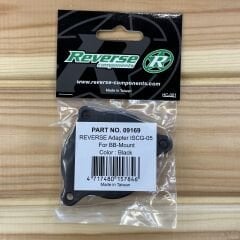 Reverse
components
R
www.reverse-components.com
Made in Taiwan
PART NO. 09169
REVERSE Adapter ISCG-05
For BB-Mount
Color : Black
4 717480 157846
Made in Taiwan